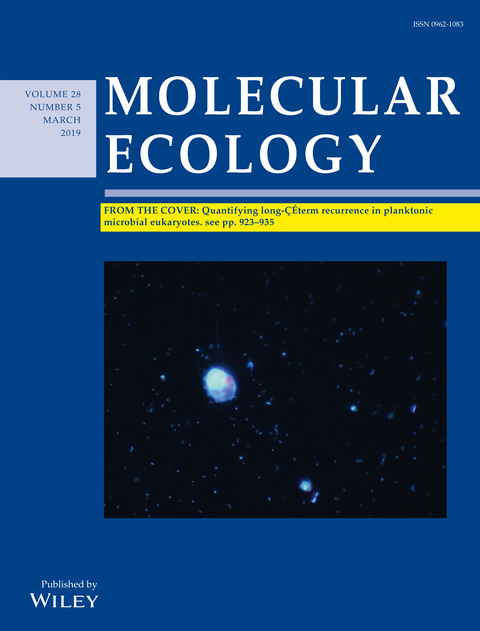 ISSN 0962-1083
VOLUME 28
NUMBER 5
MARCH
2019
MOLECULAR
ECOLOGY
FROM THE COVER: Quantifying long-ÇÉterm recurrence in planktonic
microbial eukaryotes. see pp. 923–935
Published by
WILEY